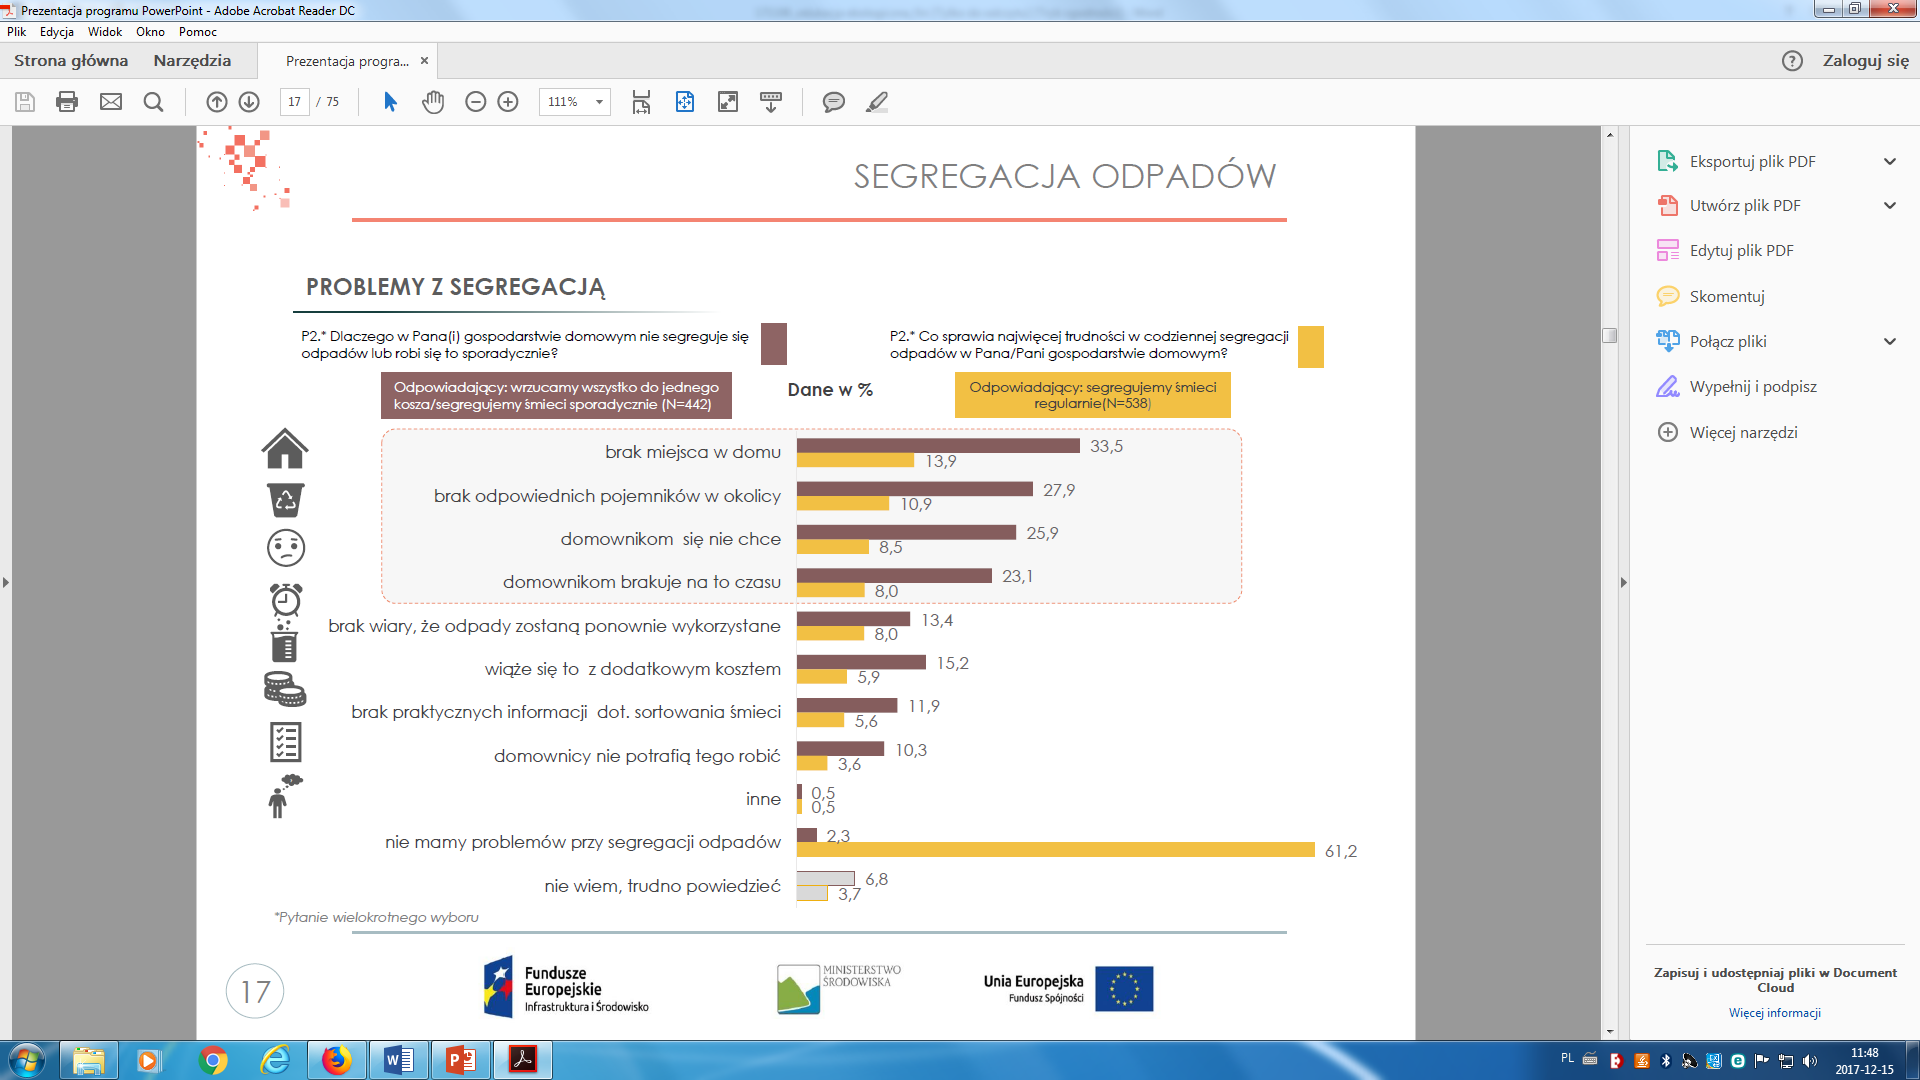 Prezentacja programu PowerPoint - Adobe Acrobat Reader DC
Plik Edycja Widok Okno Pomoc
Strona główna Narzędzia Prezentacja progra... × ? Zaloguj się
17 / 75 111%
SEGREGACJA ODPADÓW
PROBLEMY Z SEGREGACJĄ
P2.* Dlaczego w Pana(i) gospodarstwie domowym nie segreguje się
odpadów lub robi się to sporadycznie?
P2.* Co sprawia najwięcej trudności w codziennej segregacji
odpadów w Pana/Pani gospodarstwie domowym?
Odpowiadający: wrzucamy wszystko do jednego
kosza/segregujemy śmieci sporadycznie (N=442)
Dane w %
Odpowiadający: segregujemy śmieci
regularnie(N=538)
brak miejsca w domu 33,5
13,9
brak odpowiednich pojemników w okolicy 27,9
10,9
domownikom się nie chce 25,9
8,5
domownikom brakuje na to czasu 23,1
8,0
brak wiary, że odpady zostaną ponownie wykorzystane 13,4
8,0
wiąże się to z dodatkowym kosztem 15,2
5,9
brak praktycznych informacji dot. sortowania śmieci 11,9
5,6
domownicy nie potrafią tego robić 10,3
3,6
inne 0,5
0,5
nie mamy problemów przy segregacji odpadów 2,3
61,2
nie wiem, trudno powiedzieć 6,8
3,7
*Pytanie wielokrotnego wyboru
17
Fundusze
Europejskie
Infrastruktura i Środowisko
MINISTERSTWO
ŚRODOWISKA
Unia Europejska
Fundusz Spójności
Eksportuj plik PDF
Utwórz plik PDF
Edytuj plik PDF
Skomentuj
Połącz pliki
Wypełnij i podpisz
Więcej narzędzi
Zapisuj i udostępniaj pliki w Document
Cloud
Więcej informacji
PL
11:48
2017-12-15